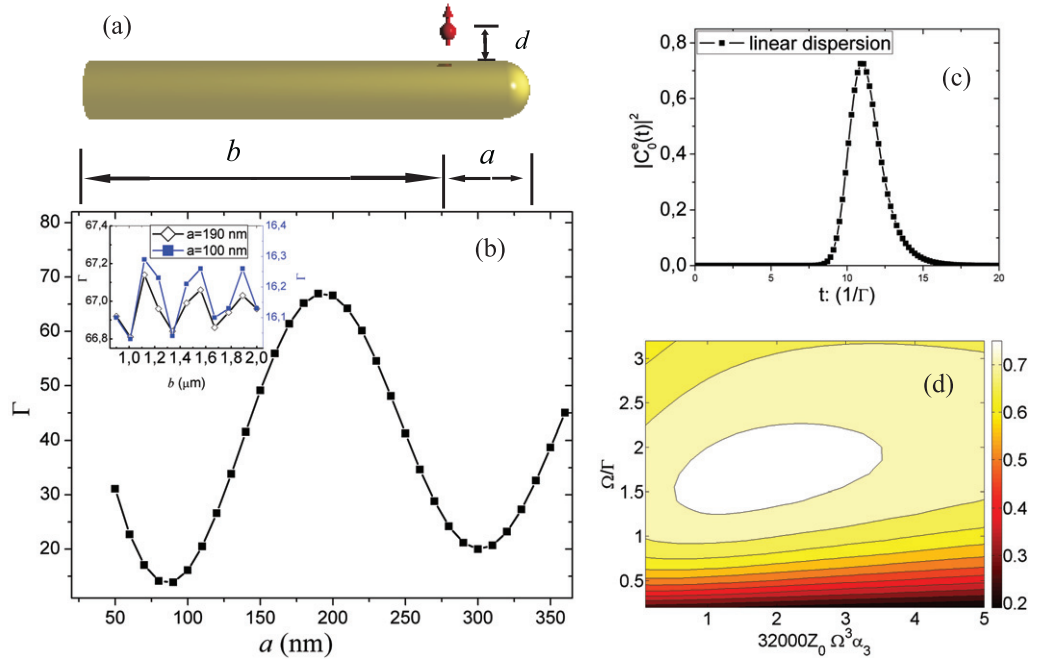 (a)
d
b
a
(b)
Γ
80
70
60
50
40
30
20
50
100
150
200
250
300
350
a (nm)
a=190 nm
a=100 nm
67,4
67,2
67,0
66,8
Γ
16,4
16,3
16,2
16,1
Γ
1,0 1,2 1,4 1,6 1,8 2,0
b (μm)
(c)
linear dispersion
|C₀ᵉ(t)|²
0,8
0,6
0,4
0,2
0,0
0 5 10 15 20
t: (1/Γ)
(d)
Ω/Γ
3
2.5
2
1.5
1
0.5
1 2 3 4 5
32000Z₀ Ω³α₃
0.7
0.6
0.5
0.4
0.3
0.2